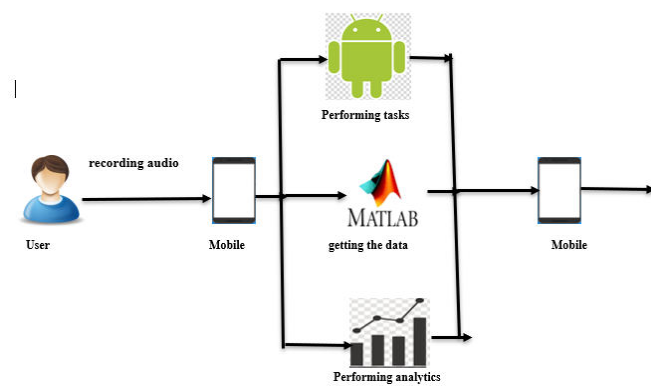 Performing tasks
recording audio
MATLAB
User
Mobile
getting the data
Mobile
Performing analytics